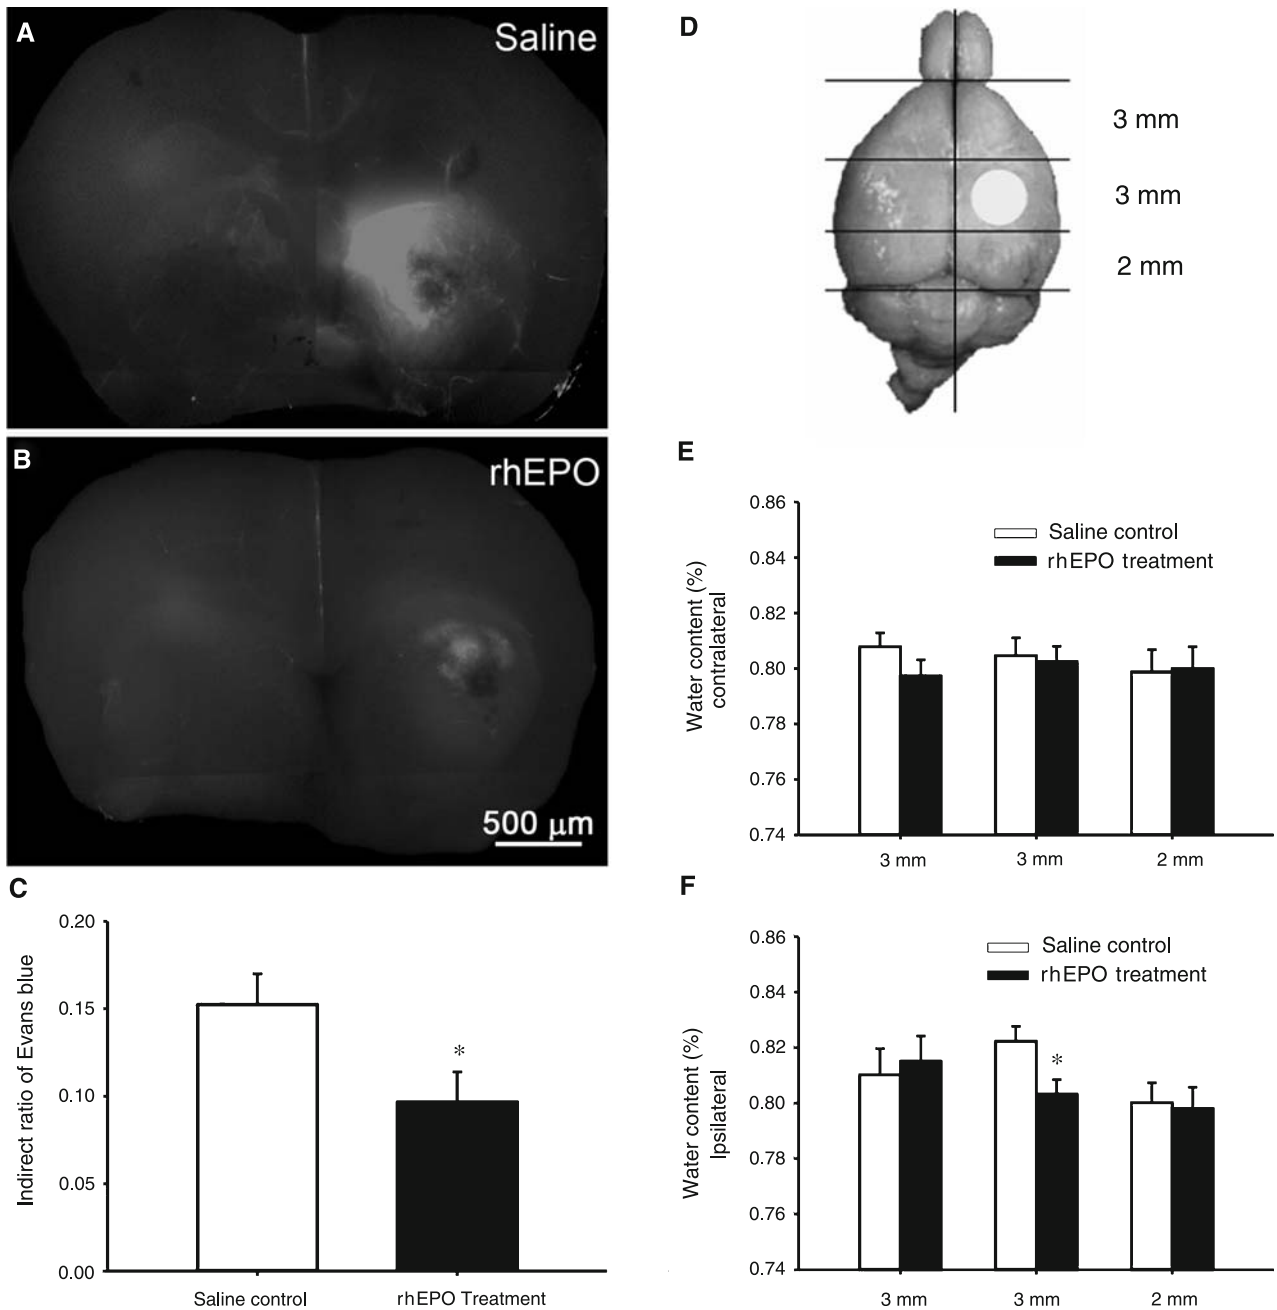 A
Saline
B
rhEPO
500 μm
C
0.20
0.15
0.10
0.05
0.00
Indirect ratio of Evans blue
*
Saline control
rhEPO Treatment
D
3 mm
3 mm
2 mm
E
0.86
0.84
0.82
0.80
0.78
0.76
0.74
Water content (%)
contralateral
Saline control
rhEPO treatment
3 mm
3 mm
2 mm
F
0.86
0.84
0.82
0.80
0.78
0.76
0.74
Water content (%)
Ipsilateral
Saline control
rhEPO treatment
*
3 mm
3 mm
2 mm